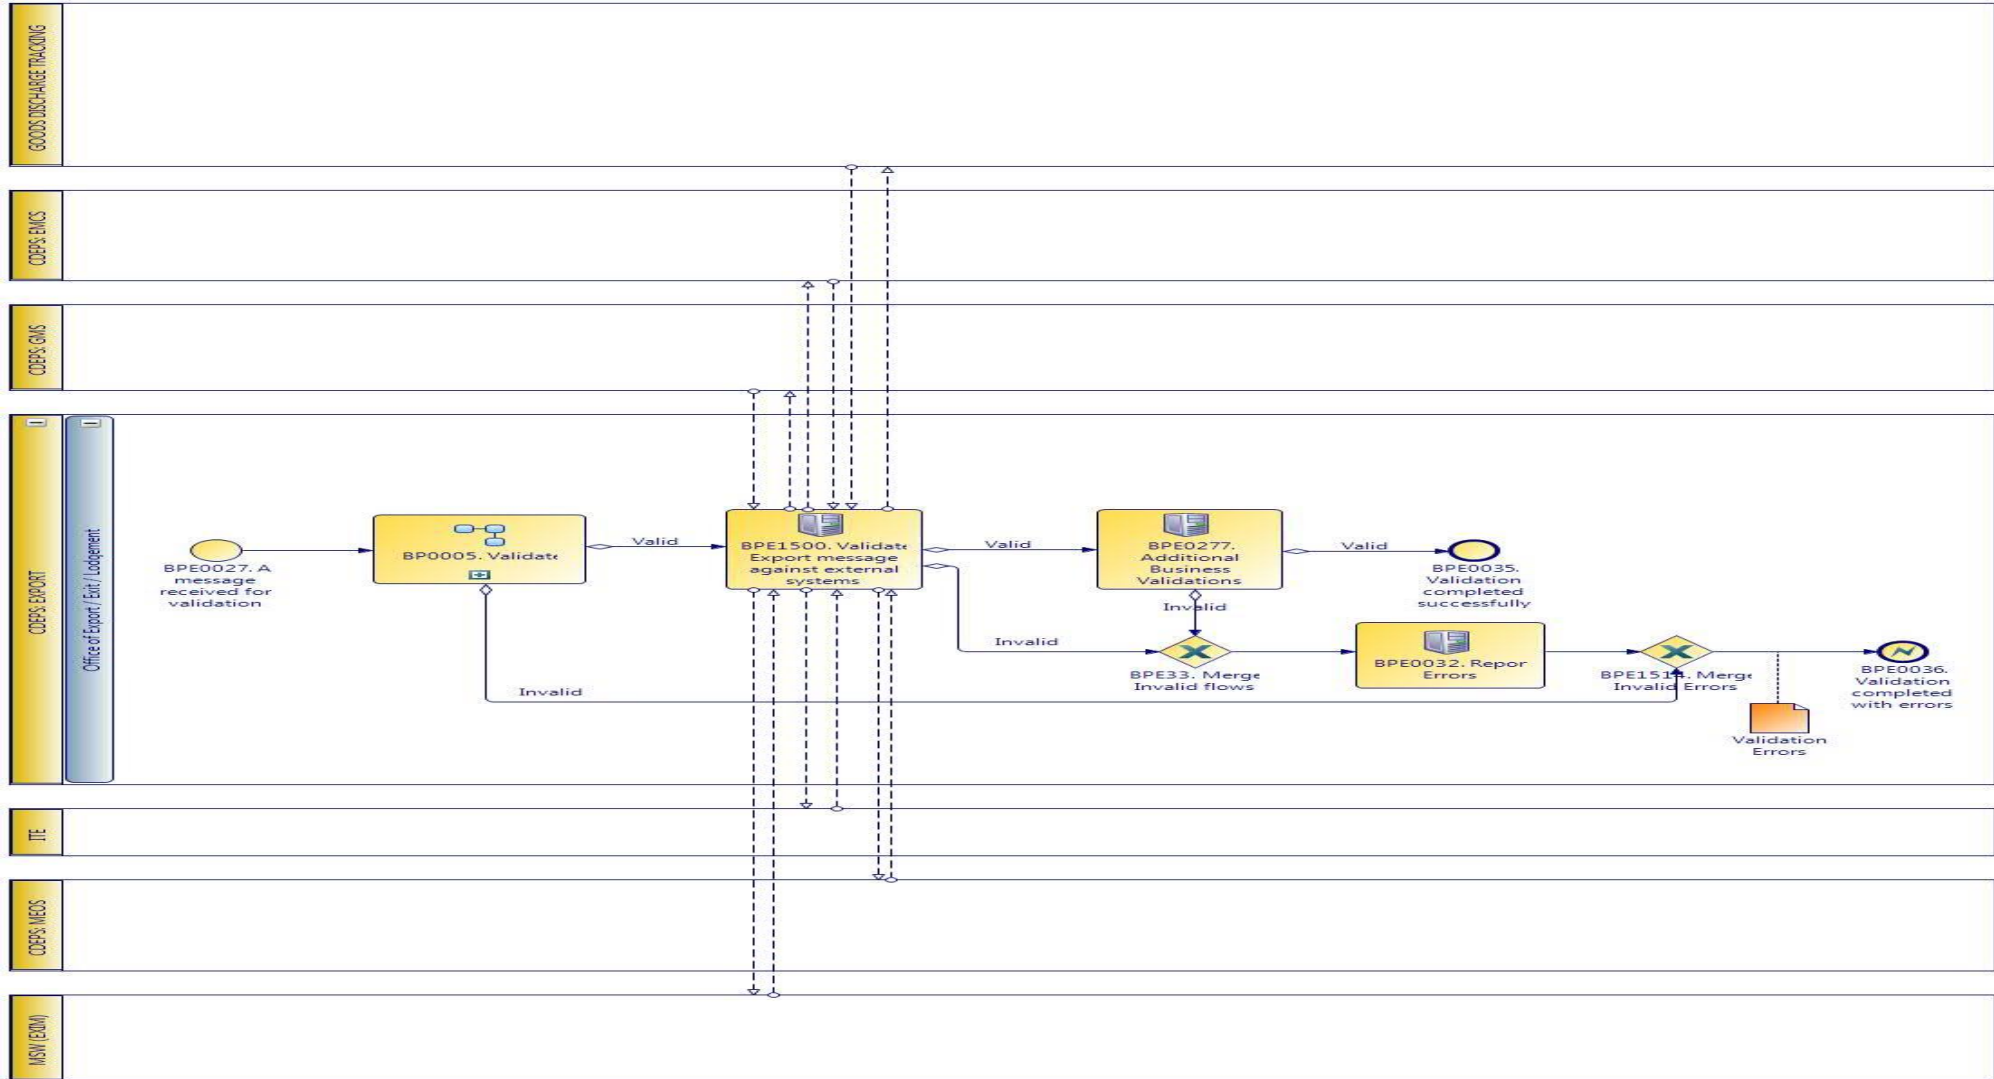 GOODS DISCHARGE TRACKING
CDEPS: EMCS
CDEPS: GMS
CDEPS: EXPORT
Office of Export / Exit / Lodgement
BPE0027. A
message
received for
validation
BP0005. Validate
Valid
Invalid
BPE1500. Validate
Export message
against external
systems
Valid
Invalid
BPE0277.
Additional
Business
Validations
Valid
Invalid
BPE0035.
Validation
completed
successfully
BPE33. Merge
Invalid flows
BPE0032. Repor
Errors
BPE1514. Merge
Invalid Errors
BPE0036.
Validation
completed
with errors
Validation
Errors
ITE
CDEPS: MEOS
MSW (EXIM)